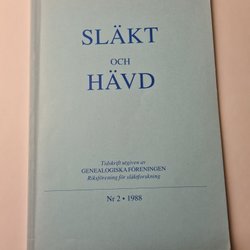 SLÄKT
OCH
HÄVD
Tidskrift utgiven av
GENEALOGISKA FÖRENINGEN
Riksförening för släktforskning
Nr 2 • 1988